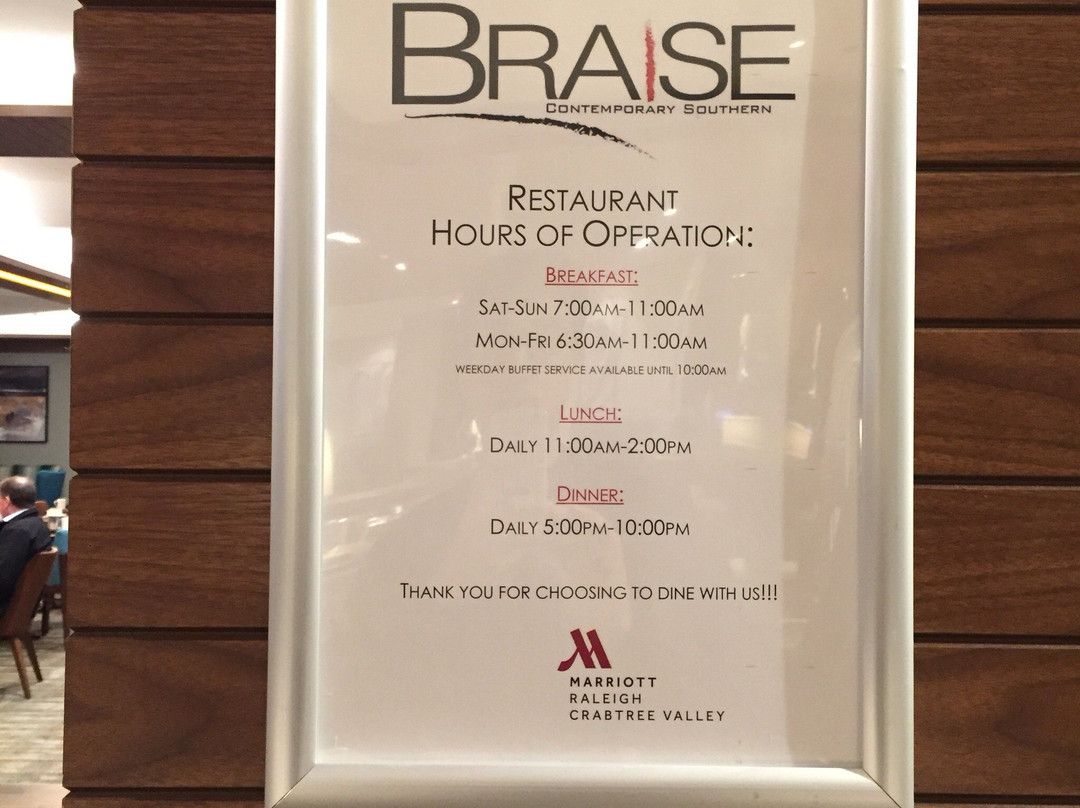 BRAISE
CONTEMPORARY SOUTHERN
RESTAURANT
HOURS OF OPERATION:
BREAKFAST:
SAT-SUN 7:00AM-11:00AM
MON-FRI 6:30AM-11:00AM
WEEKDAY BUFFET SERVICE AVAILABLE UNTIL 10:00AM
LUNCH:
DAILY 11:00AM-2:00PM
DINNER:
DAILY 5:00PM-10:00PM
THANK YOU FOR CHOOSING TO DINE WITH US!!!
MARRIOTT
RALEIGH
CRABTREE VALLEY